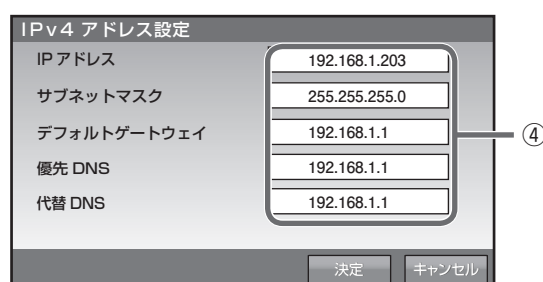 IPv4 アドレス設定
IP アドレス 192.168.1.203
サブネットマスク 255.255.255.0
デフォルトゲートウェイ 192.168.1.1
④
優先 DNS 192.168.1.1
代替 DNS 192.168.1.1
決定 キャンセル